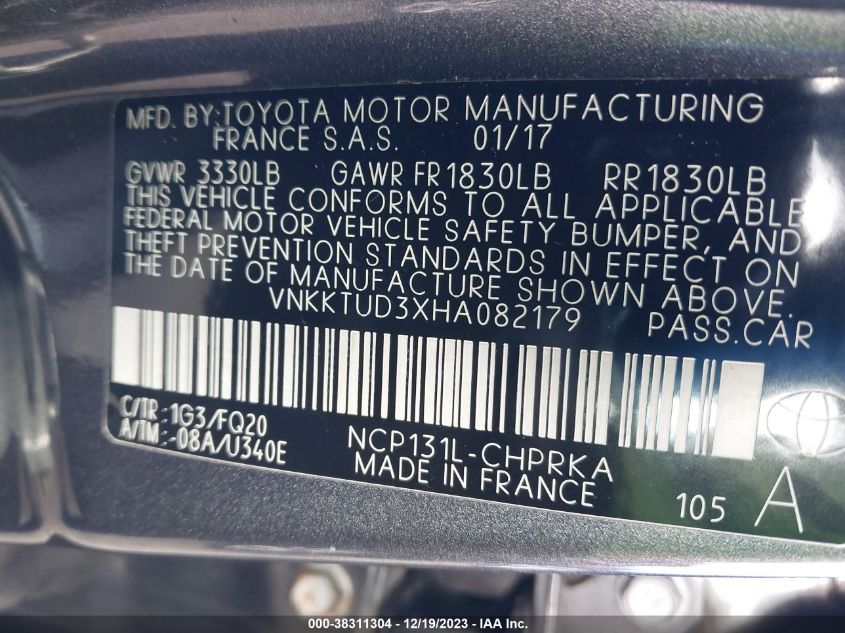 MFD. BY:TOYOTA MOTOR MANUFACTURING
FRANCE S.A.S. 01/17
GVWR 3330LB GAWR FR1830LB RR1830LB
THIS VEHICLE CONFORMS TO ALL APPLICABLE
FEDERAL MOTOR VEHICLE SAFETY BUMPER, AND
THEFT PREVENTION STANDARDS IN EFFECT ON
THE DATE OF MANUFACTURE SHOWN ABOVE.
VNKKTUD3XHA082179 PASS.CAR
C/TR :1G3/FQ20
A/TM :-08A/U340E
NCP131L-CHPRKA
MADE IN FRANCE
105 A
000-38311304 - 12/19/2023 - IAA Inc.